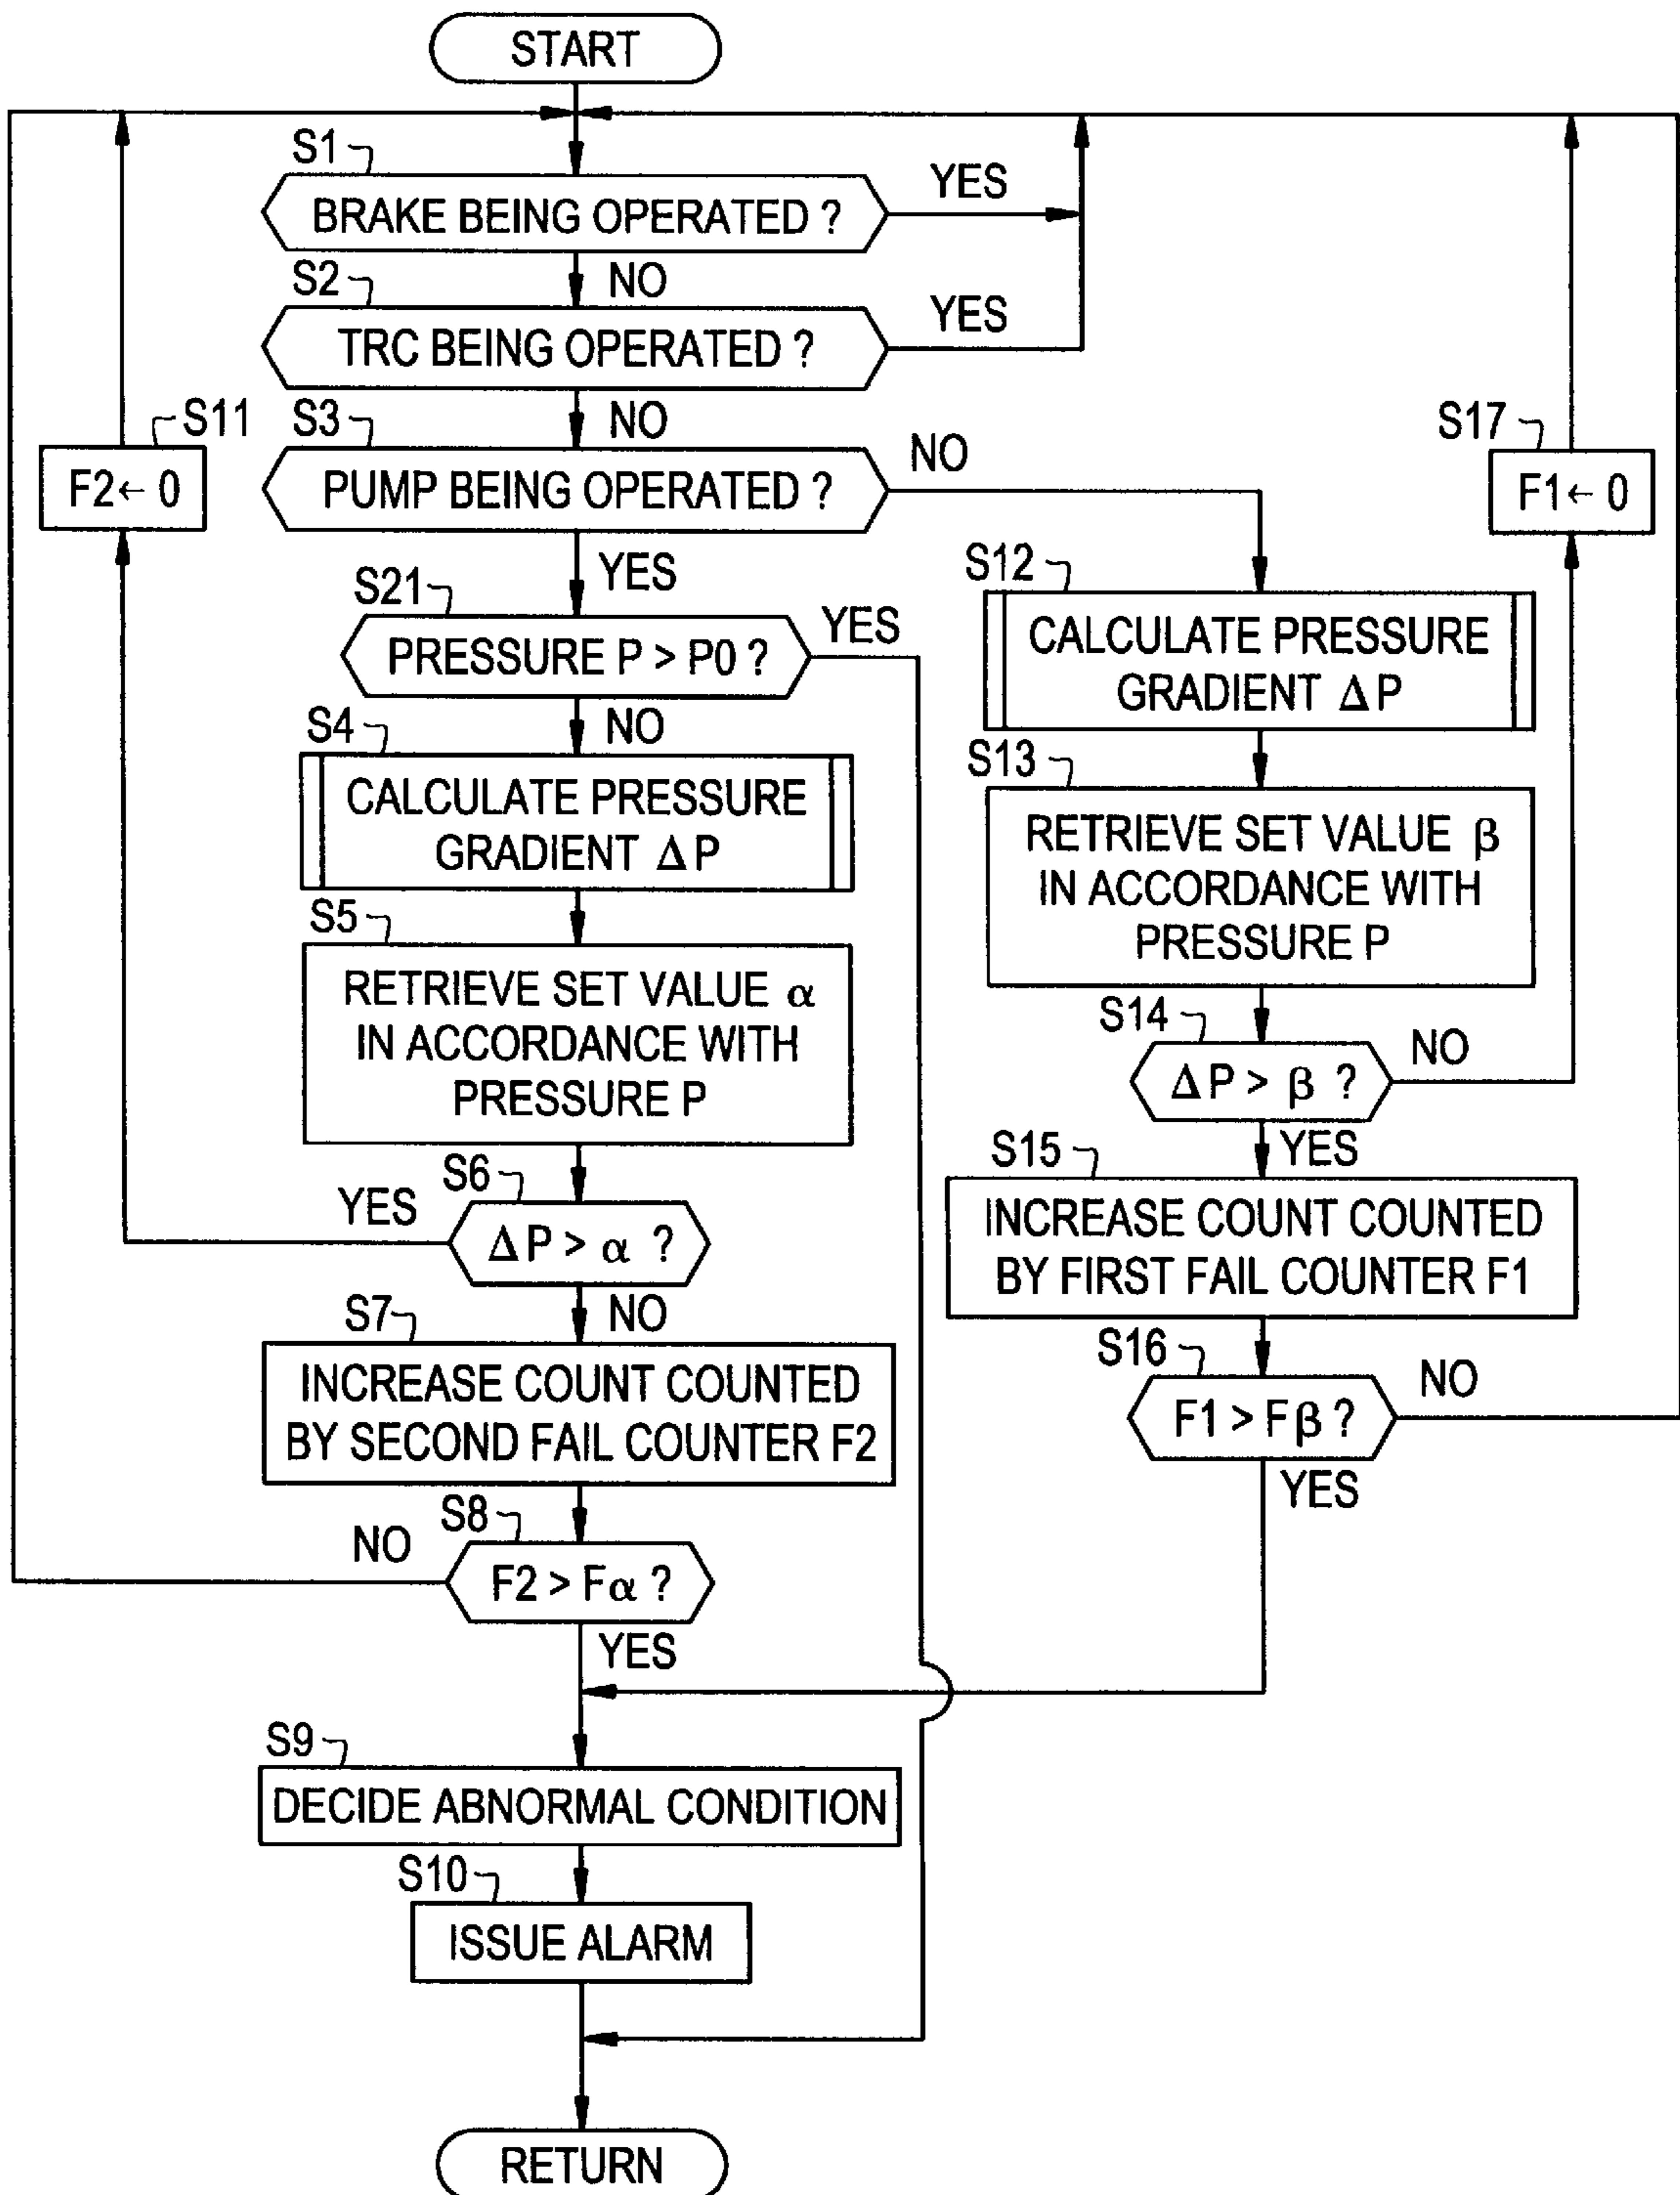 START
S1
BRAKE BEING OPERATED ?
YES
NO
S2
TRC BEING OPERATED ?
YES
NO
S3
PUMP BEING OPERATED ?
NO
YES
S11
F2← 0
S17
F1← 0
S21
PRESSURE P > P0 ?
YES
NO
S4
CALCULATE PRESSURE
GRADIENT Δ P
S5
RETRIEVE SET VALUE α
IN ACCORDANCE WITH
PRESSURE P
S6
YES
Δ P > α ?
NO
S7
INCREASE COUNT COUNTED
BY SECOND FAIL COUNTER F2
S8
NO
F2 > Fα ?
YES
S12
CALCULATE PRESSURE
GRADIENT Δ P
S13
RETRIEVE SET VALUE β
IN ACCORDANCE WITH
PRESSURE P
S14
Δ P > β ?
NO
YES
S15
INCREASE COUNT COUNTED
BY FIRST FAIL COUNTER F1
S16
F1 > Fβ ?
NO
YES
S9
DECIDE ABNORMAL CONDITION
S10
ISSUE ALARM
RETURN